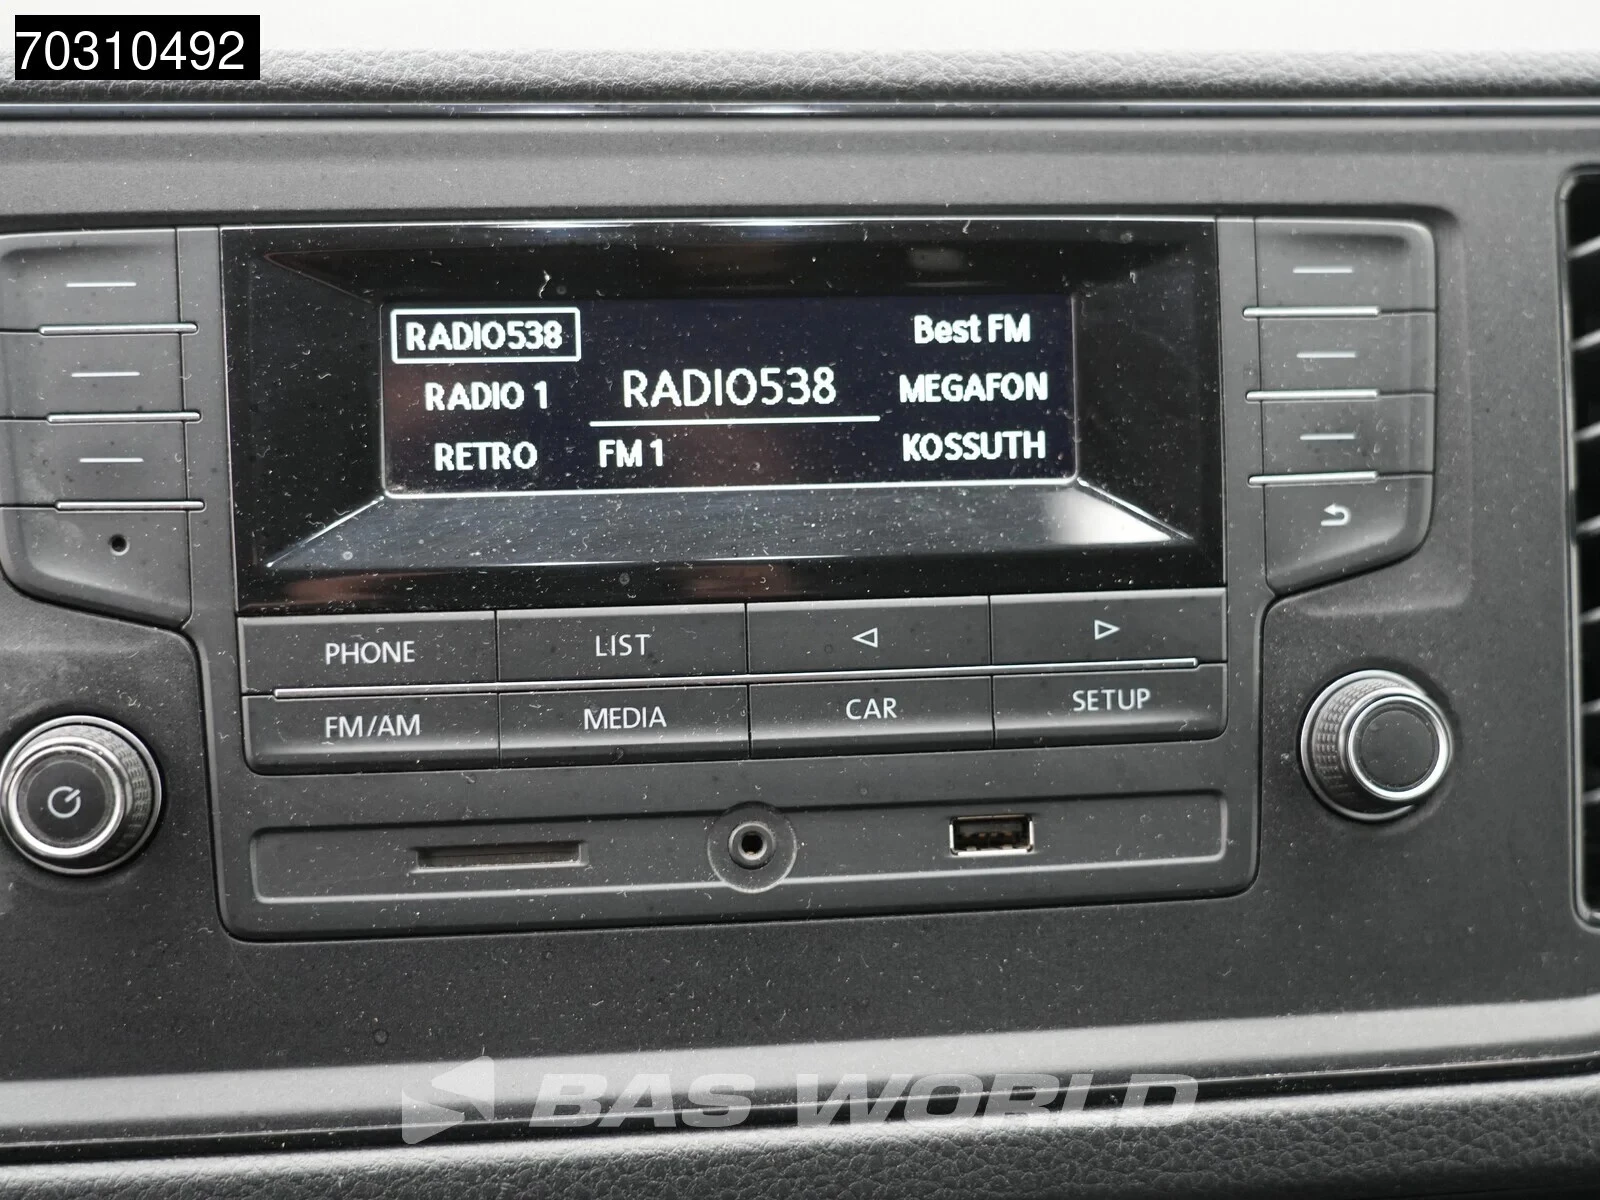 70310492
RADIO538
RADIO 1
RETRO
RADIO538
FM 1
Best FM
MEGAFON
KOSSUTH
PHONE
LIST
FM/AM
MEDIA
CAR
SETUP
BAS WORLD